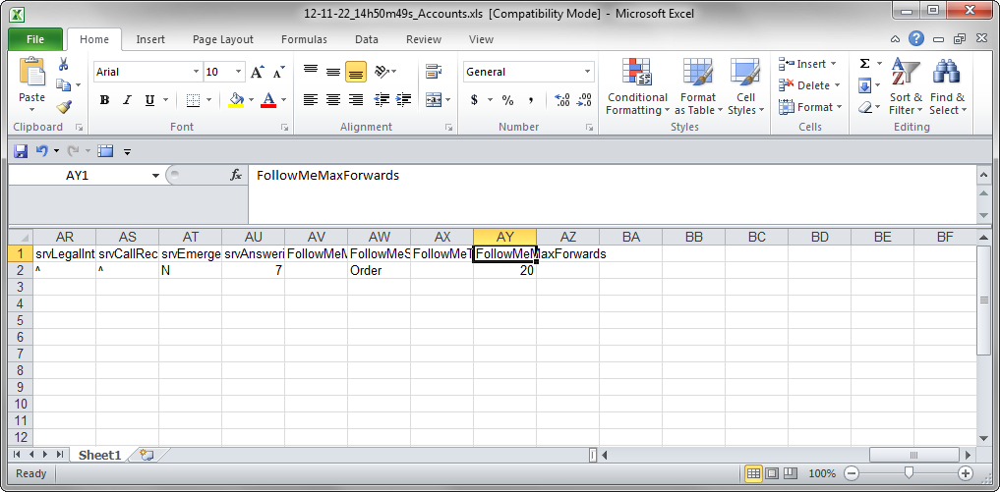 12-11-22_14h50m49s_Accounts.xls [Compatibility Mode] - Microsoft Excel
File Home Insert Page Layout Formulas Data Review View
Paste
Clipboard
Arial 10
B I U
Font
Alignment
General
$ % , .00 .00
Number
Conditional Formatting
Format as Table
Cell Styles
Styles
Insert
Delete
Format
Cells
Σ
Sort & Filter
Find & Select
Editing
AY1 fx FollowMeMaxForwards
AR AS AT AU AV AW AX AY AZ BA BB BC BD BE BF
1 srvLegalInt srvCallRec srvEmerge srvAnsweri FollowMeM FollowMeS FollowMeT FollowMeMaxForwards
2 ^ ^ N 7 Order 20
3
4
5
6
7
8
9
10
11
12
Sheet1
Ready 100%